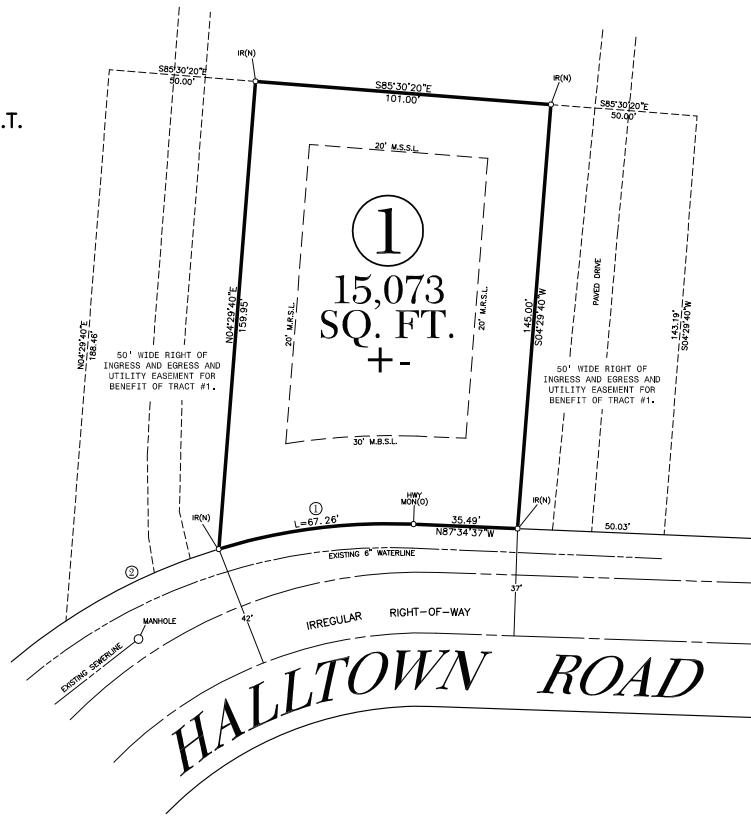 IR(N)
S85°30'20"E
50.00'
S85°30'20"E
101.00'
IR(N)
S85°30'20"E
50.00'
.T.
20' M.S.S.L.
1
15,073
SQ. FT.
+-
N04°29'40"E
159.95'
20' M.R.S.L.
20' M.R.S.L.
145.00'
S04°29'40"W
PAVED DRIVE
N04°29'40"E
188.46'
143.19'
S04°29'40"W
50' WIDE RIGHT OF
INGRESS AND EGRESS AND
UTILITY EASEMENT FOR
BENEFIT OF TRACT #1.
50' WIDE RIGHT OF
INGRESS AND EGRESS AND
UTILITY EASEMENT FOR
BENEFIT OF TRACT #1.
30' M.B.S.L.
IR(N)
1
L=67.26'
HWY
MON(O)
35.49'
N87°34'37"W
IR(N)
50.03'
EXISTING 6" WATERLINE
2
37'
42'
MANHOLE
IRREGULAR RIGHT-OF-WAY
EXISTING SEWERLINE
HALLTOWN ROAD